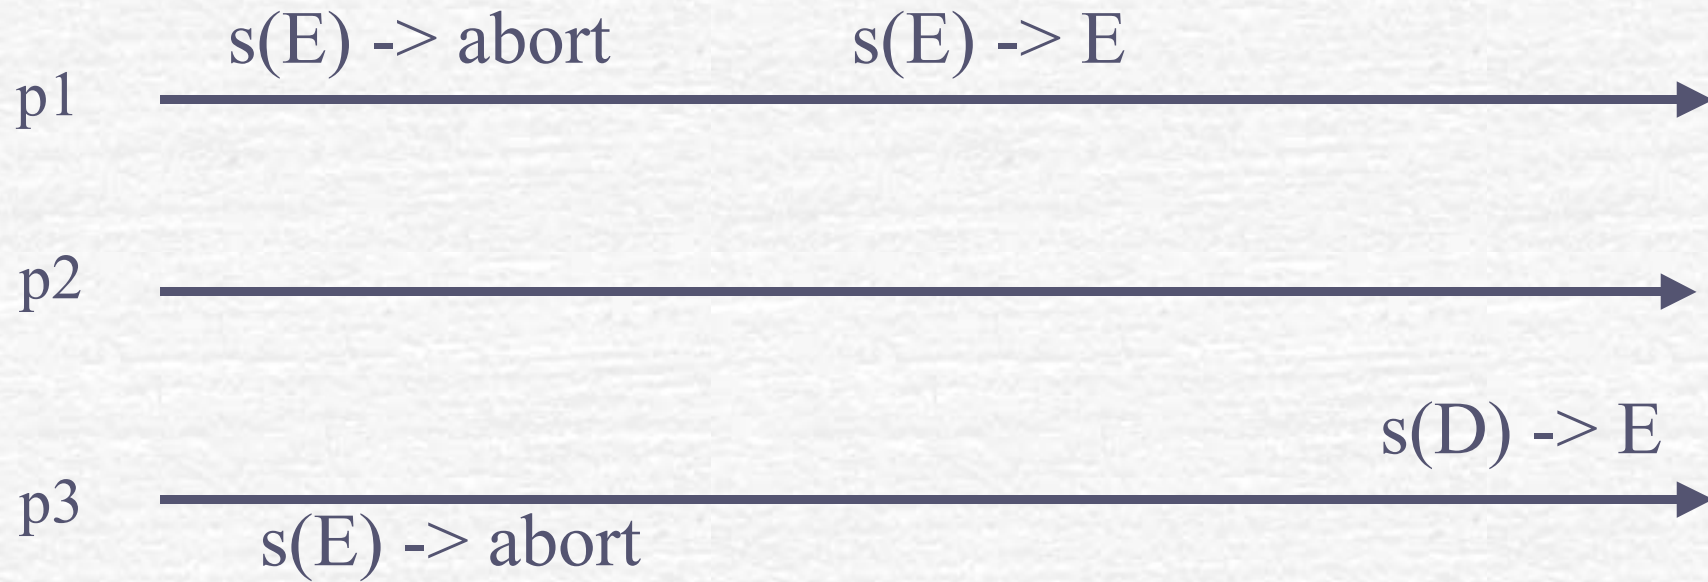 s(E) -> abort s(E) -> E
p1
p2
s(D) -> E
p3
s(E) -> abort